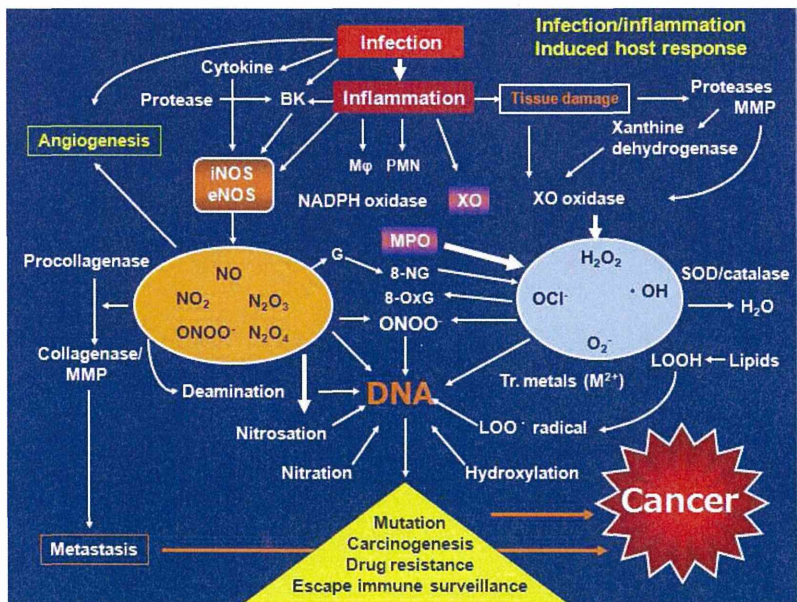 Infection/inflammation
Induced host response
Infection
Cytokine
Protease
BK
Inflammation
Tissue damage
Proteases
MMP
Angiogenesis
Xanthine
dehydrogenase
iNOS
eNOS
Mφ
PMN
NADPH oxidase
XO
XO oxidase
MPO
Procollagenase
G
8-NG
H₂O₂
SOD/catalase
NO
NO₂
N₂O₃
8-OxG
OCl⁻
· OH
H₂O
ONOO⁻
N₂O₄
ONOO⁻
O₂⁻
Collagenase/
MMP
LOOH
Lipids
Deamination
DNA
Tr. metals (M²⁺)
Nitrosation
LOO · radical
Nitration
Hydroxylation
Cancer
Metastasis
Mutation
Carcinogenesis
Drug resistance
Escape immune surveillance